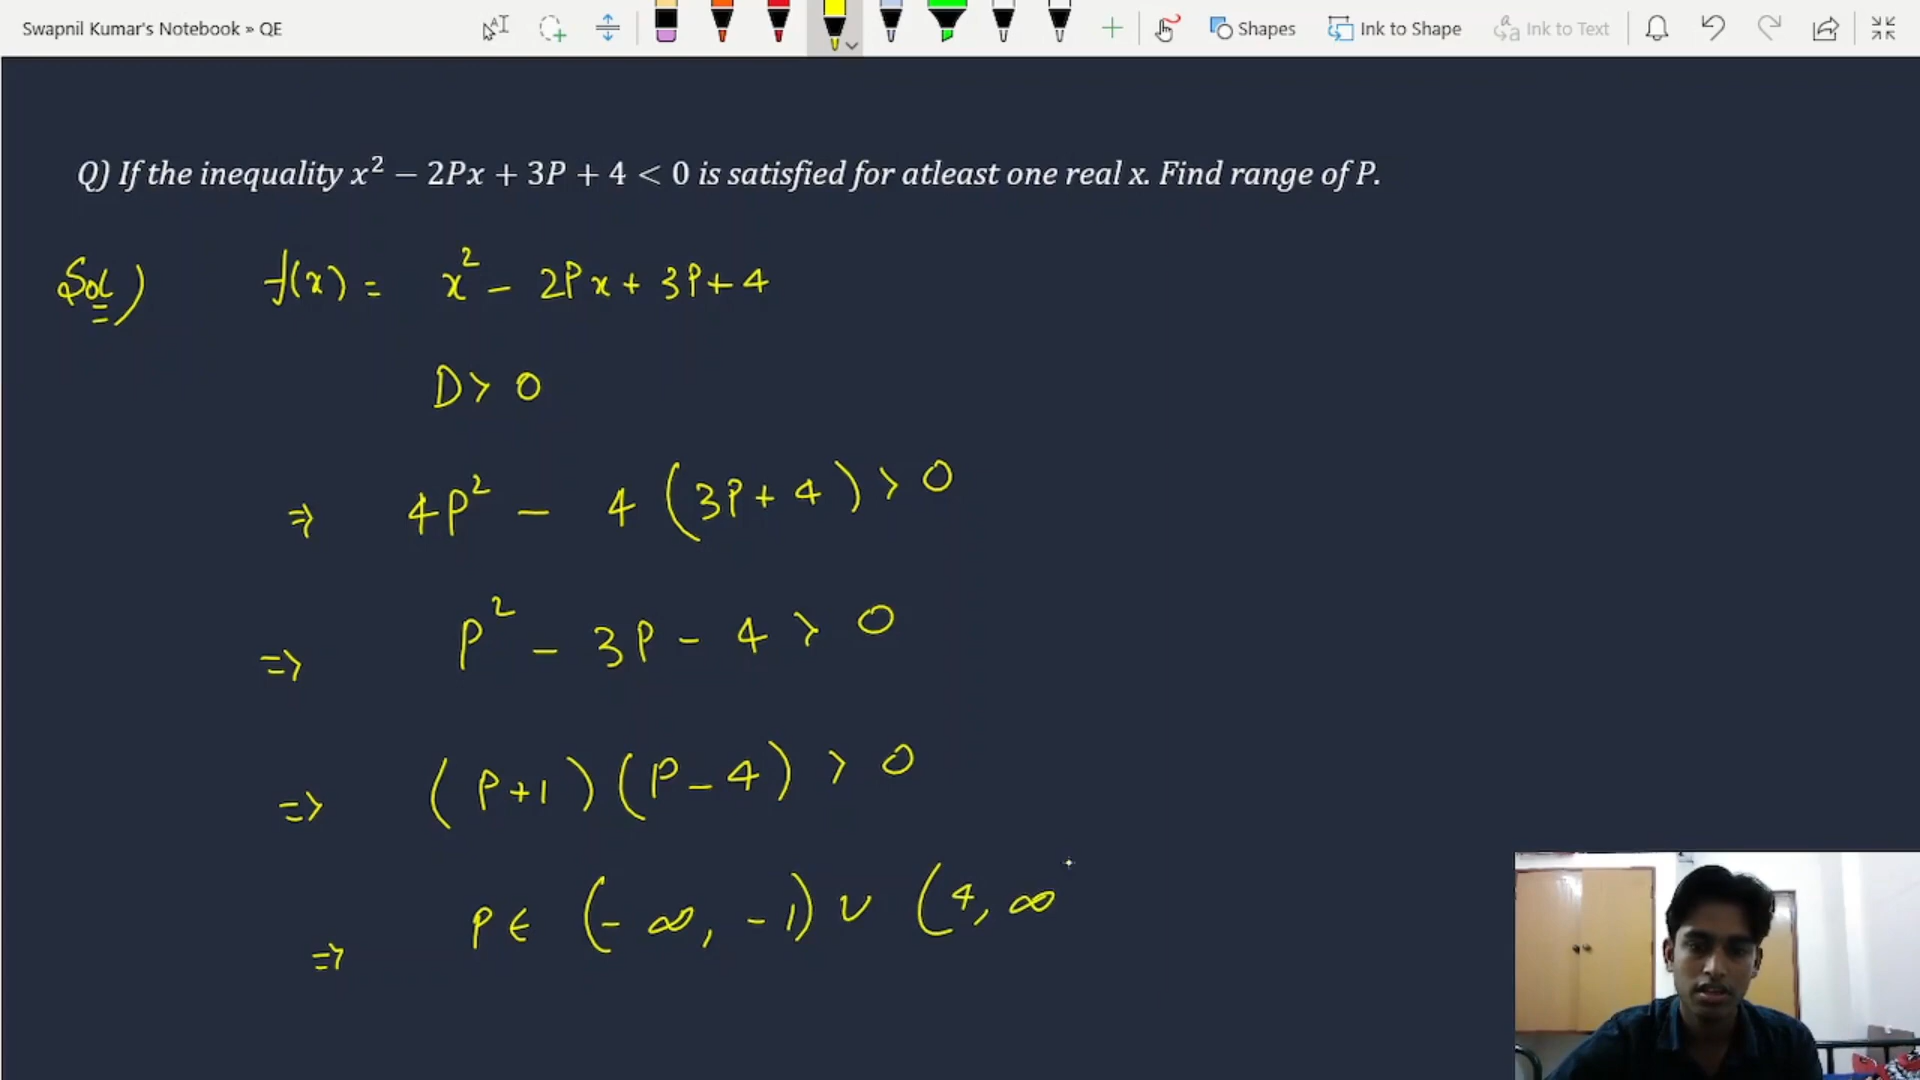 Swapnil Kumar's Notebook » QE
Shapes
Ink to Shape
Ink to Text
Q) If the inequality x² − 2Px + 3P + 4 < 0 is satisfied for atleast one real x. Find range of P.
Sol) f(x) = x² − 2Px + 3P + 4
D > 0
⇒ 4P² − 4 (3P + 4) > 0
⇒ P² − 3P − 4 > 0
⇒ (P+1) (P−4) > 0
⇒ P ∈ (−∞, −1) ∪ (4, ∞